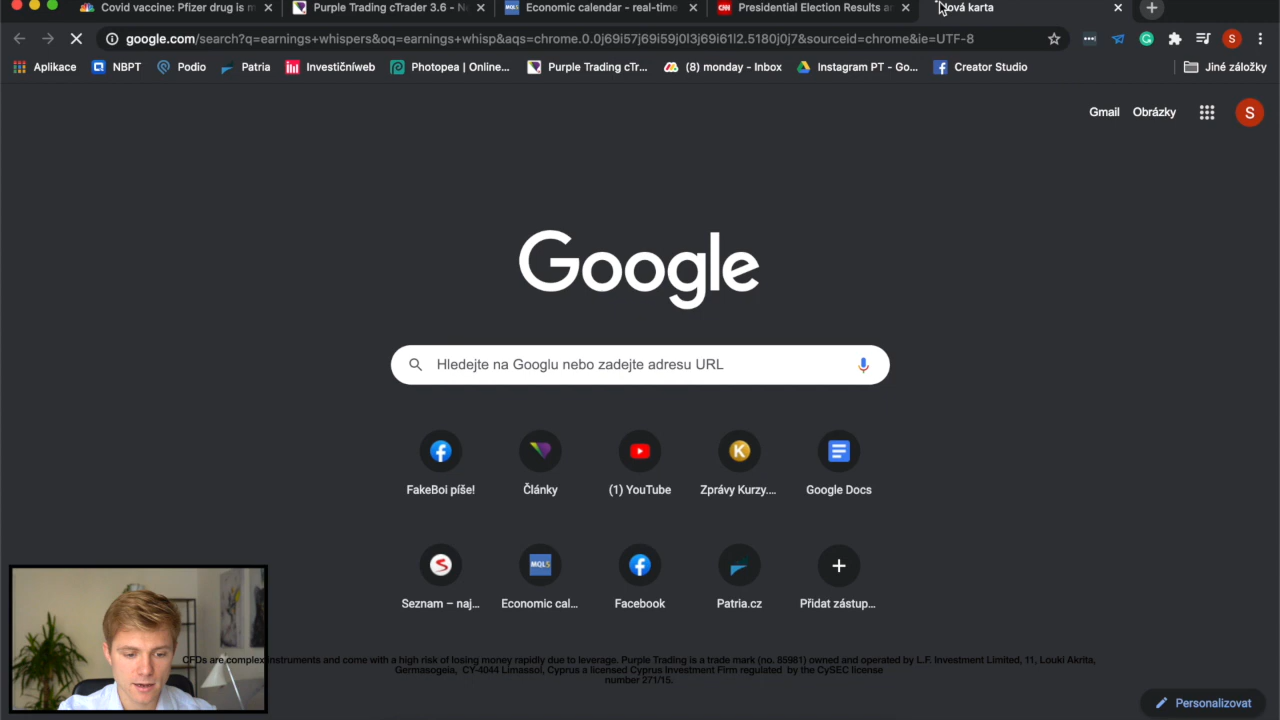 Covid vaccine: Pfizer drug is m
Purple Trading cTrader 3.6 - No
Economic calendar - real-time
CNN
Presidential Election Results a
Nová karta
google.com/search?q=earnings+whispers&oq=earnings+whisp&aqs=chrome.0.0j69i57j69i59j0l3j69i61l2.5180j0j7&sourceid=chrome&ie=UTF-8
S
Aplikace
NBPT
Podio
Patria
Investičníweb
Photopea | Online...
Purple Trading cTr...
(8) monday - Inbox
Instagram PT - Go...
Creator Studio
Jiné záložky
Gmail
Obrázky
S
Google
Hledejte na Googlu nebo zadejte adresu URL
FakeBoi píše!
Články
(1) YouTube
K
Zprávy Kurzy....
Google Docs
Seznam – naj...
MQL5
Economic cal...
Facebook
Patria.cz
Přidat zástup...
CFDs are complex instruments and come with a high risk of losing money rapidly due to leverage. Purple Trading is a trade mark (no. 85981) owned and operated by L.F. Investment Limited, 11, Louki Akrita,
Germasogeia, CY-4044 Limassol, Cyprus a licensed Cyprus Investment Firm regulated by the CySEC license
number 271/15.
Personalizovat